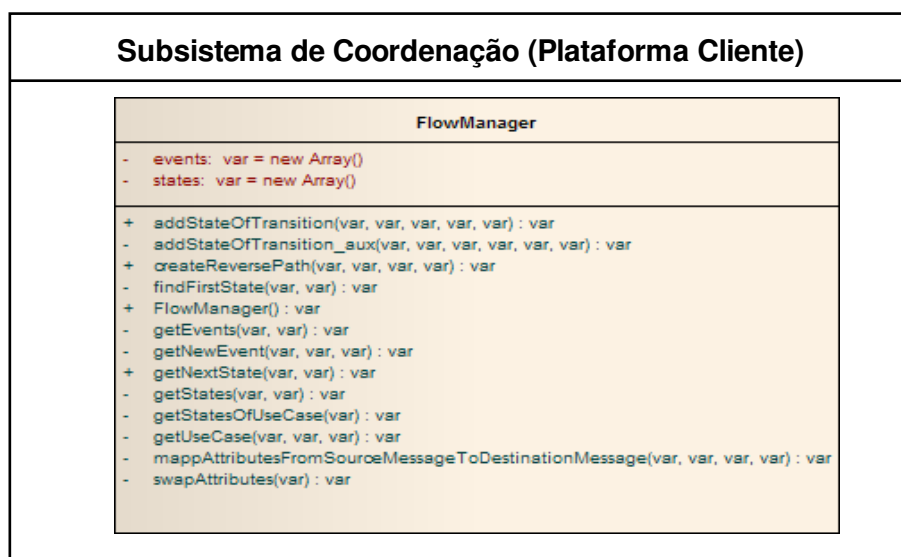 Subsistema de Coordenação (Plataforma Cliente)
FlowManager
- events: var = new Array()
- states: var = new Array()
+ addStateOfTransition(var, var, var, var, var) : var
- addStateOfTransition_aux(var, var, var, var, var, var) : var
+ createReversePath(var, var, var, var) : var
- findFirstState(var, var) : var
+ FlowManager() : var
- getEvents(var, var) : var
- getNewEvent(var, var, var) : var
+ getNextState(var, var) : var
- getStates(var, var) : var
- getStatesOfUseCase(var) : var
- getUseCase(var, var, var) : var
- mappAttributesFromSourceMessageToDestinationMessage(var, var, var, var) : var
- swapAttributes(var) : var